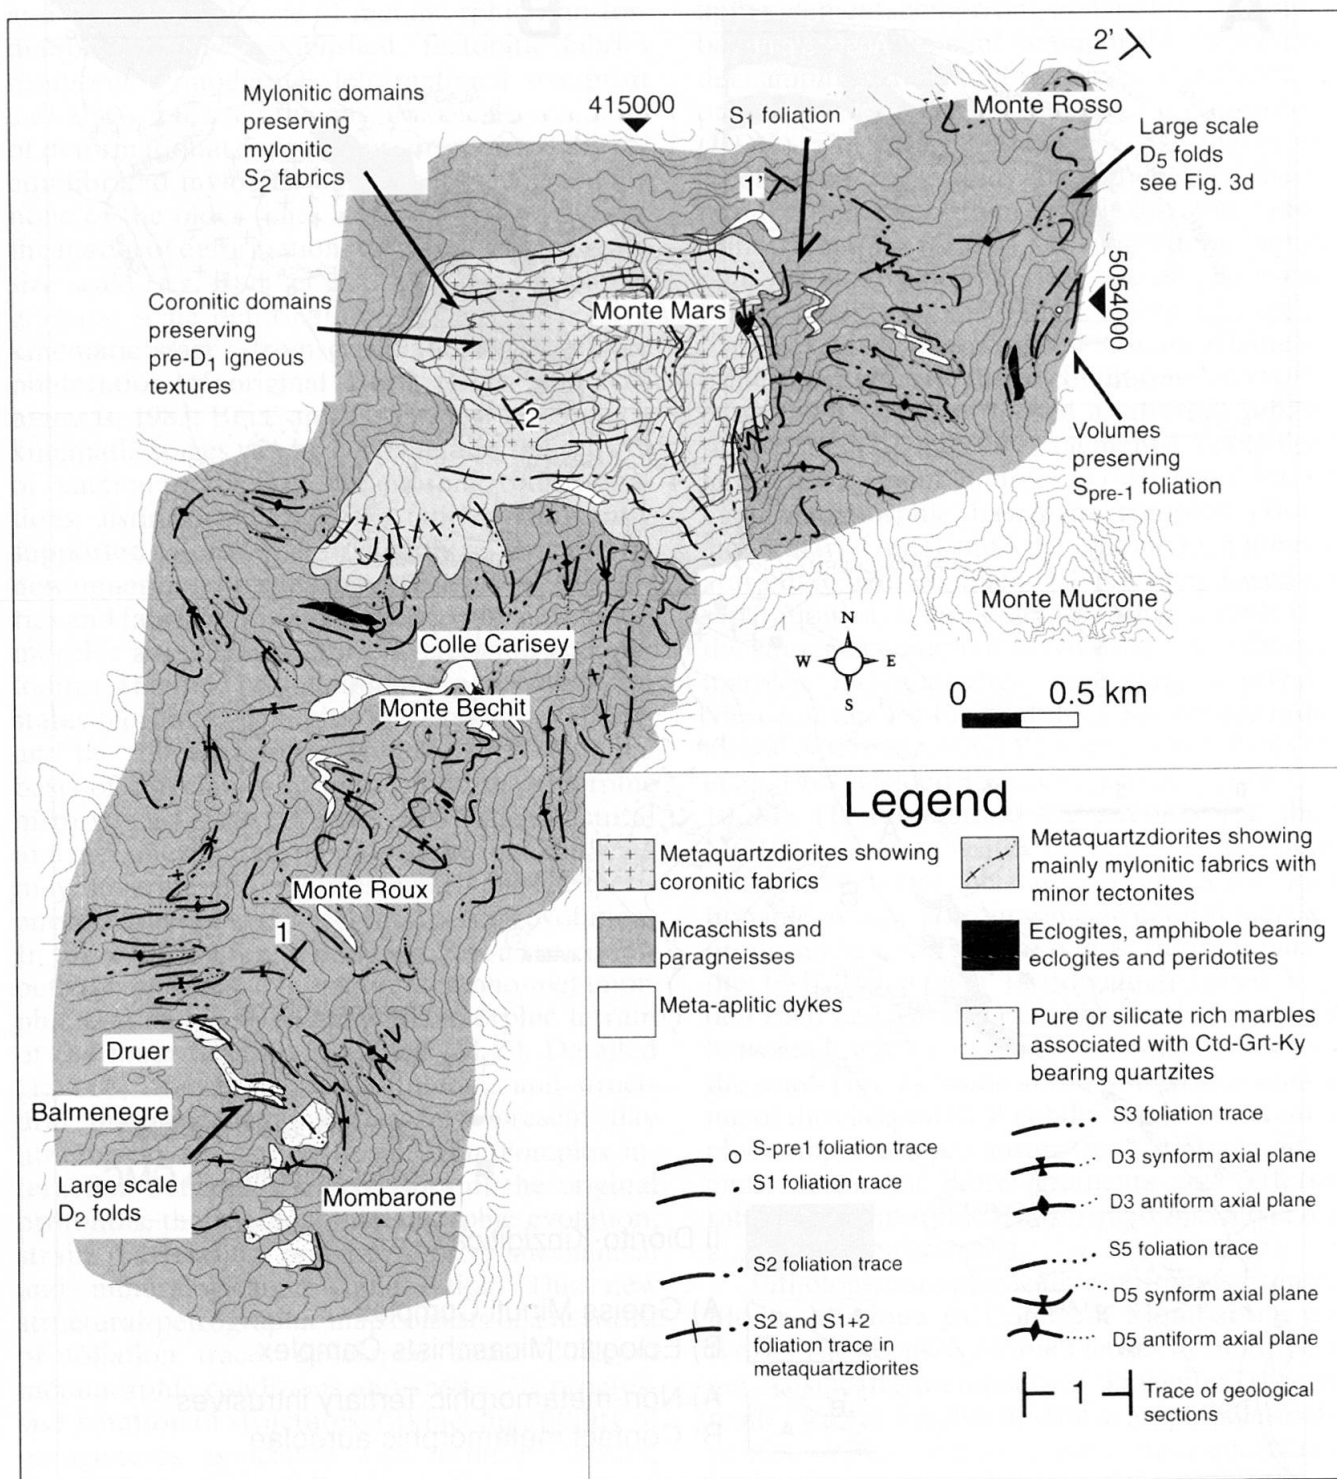 2'
Mylonitic domains
preserving
mylonitic
S2 fabrics
415000
S1 foliation
Monte Rosso
Large scale
D5 folds
see Fig. 3d
1'
5054000
Coronitic domains
preserving
pre-D1 igneous
textures
Monte Mars
2
Volumes
preserving
Spre-1 foliation
Monte Mucrone
Colle Carisey
N
W
E
S
Monte Bechit
0
0.5 km
Monte Roux
1
Druer
Balmenegre
Large scale
D2 folds
Mombarone
Legend
Metaquartzdiorites showing
coronitic fabrics
Micaschists and
paragneisses
Meta-aplitic dykes
Metaquartzdiorites showing
mainly mylonitic fabrics with
minor tectonites
Eclogites, amphibole bearing
eclogites and peridotites
Pure or silicate rich marbles
associated with Ctd-Grt-Ky
bearing quartzites
S-pre1 foliation trace
S1 foliation trace
S2 foliation trace
S2 and S1+2
foliation trace in
metaquartzdiorites
S3 foliation trace
D3 synform axial plane
D3 antiform axial plane
S5 foliation trace
D5 synform axial plane
D5 antiform axial plane
1
Trace of geological
sections